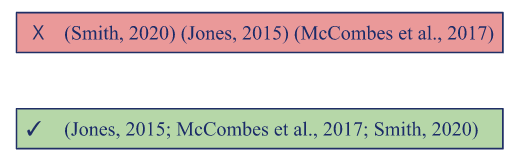 X (Smith, 2020) (Jones, 2015) (McCombes et al., 2017)
✓ (Jones, 2015; McCombes et al., 2017; Smith, 2020)